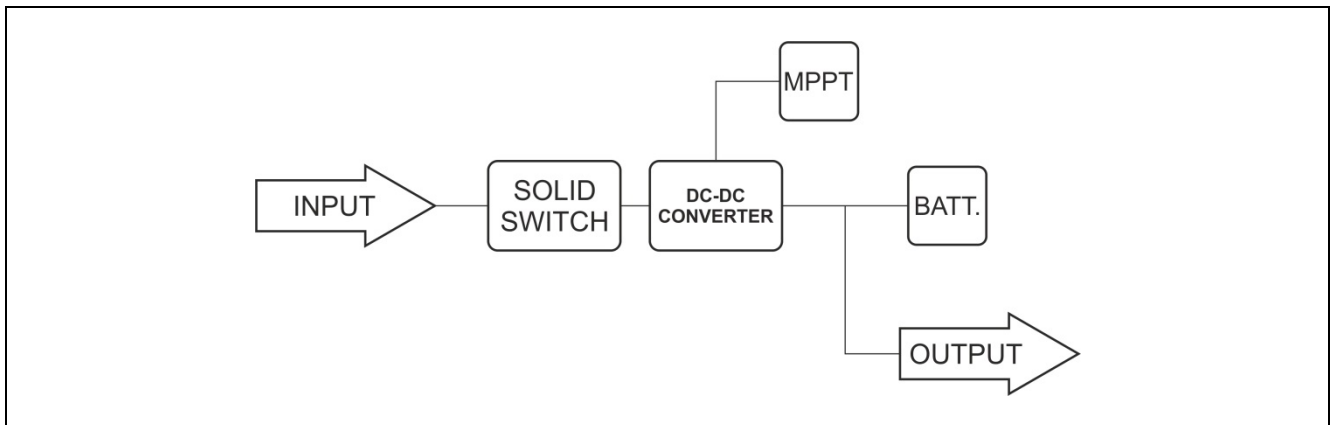 MPPT
INPUT
SOLID
SWITCH
DC-DC
CONVERTER
BATT.
OUTPUT